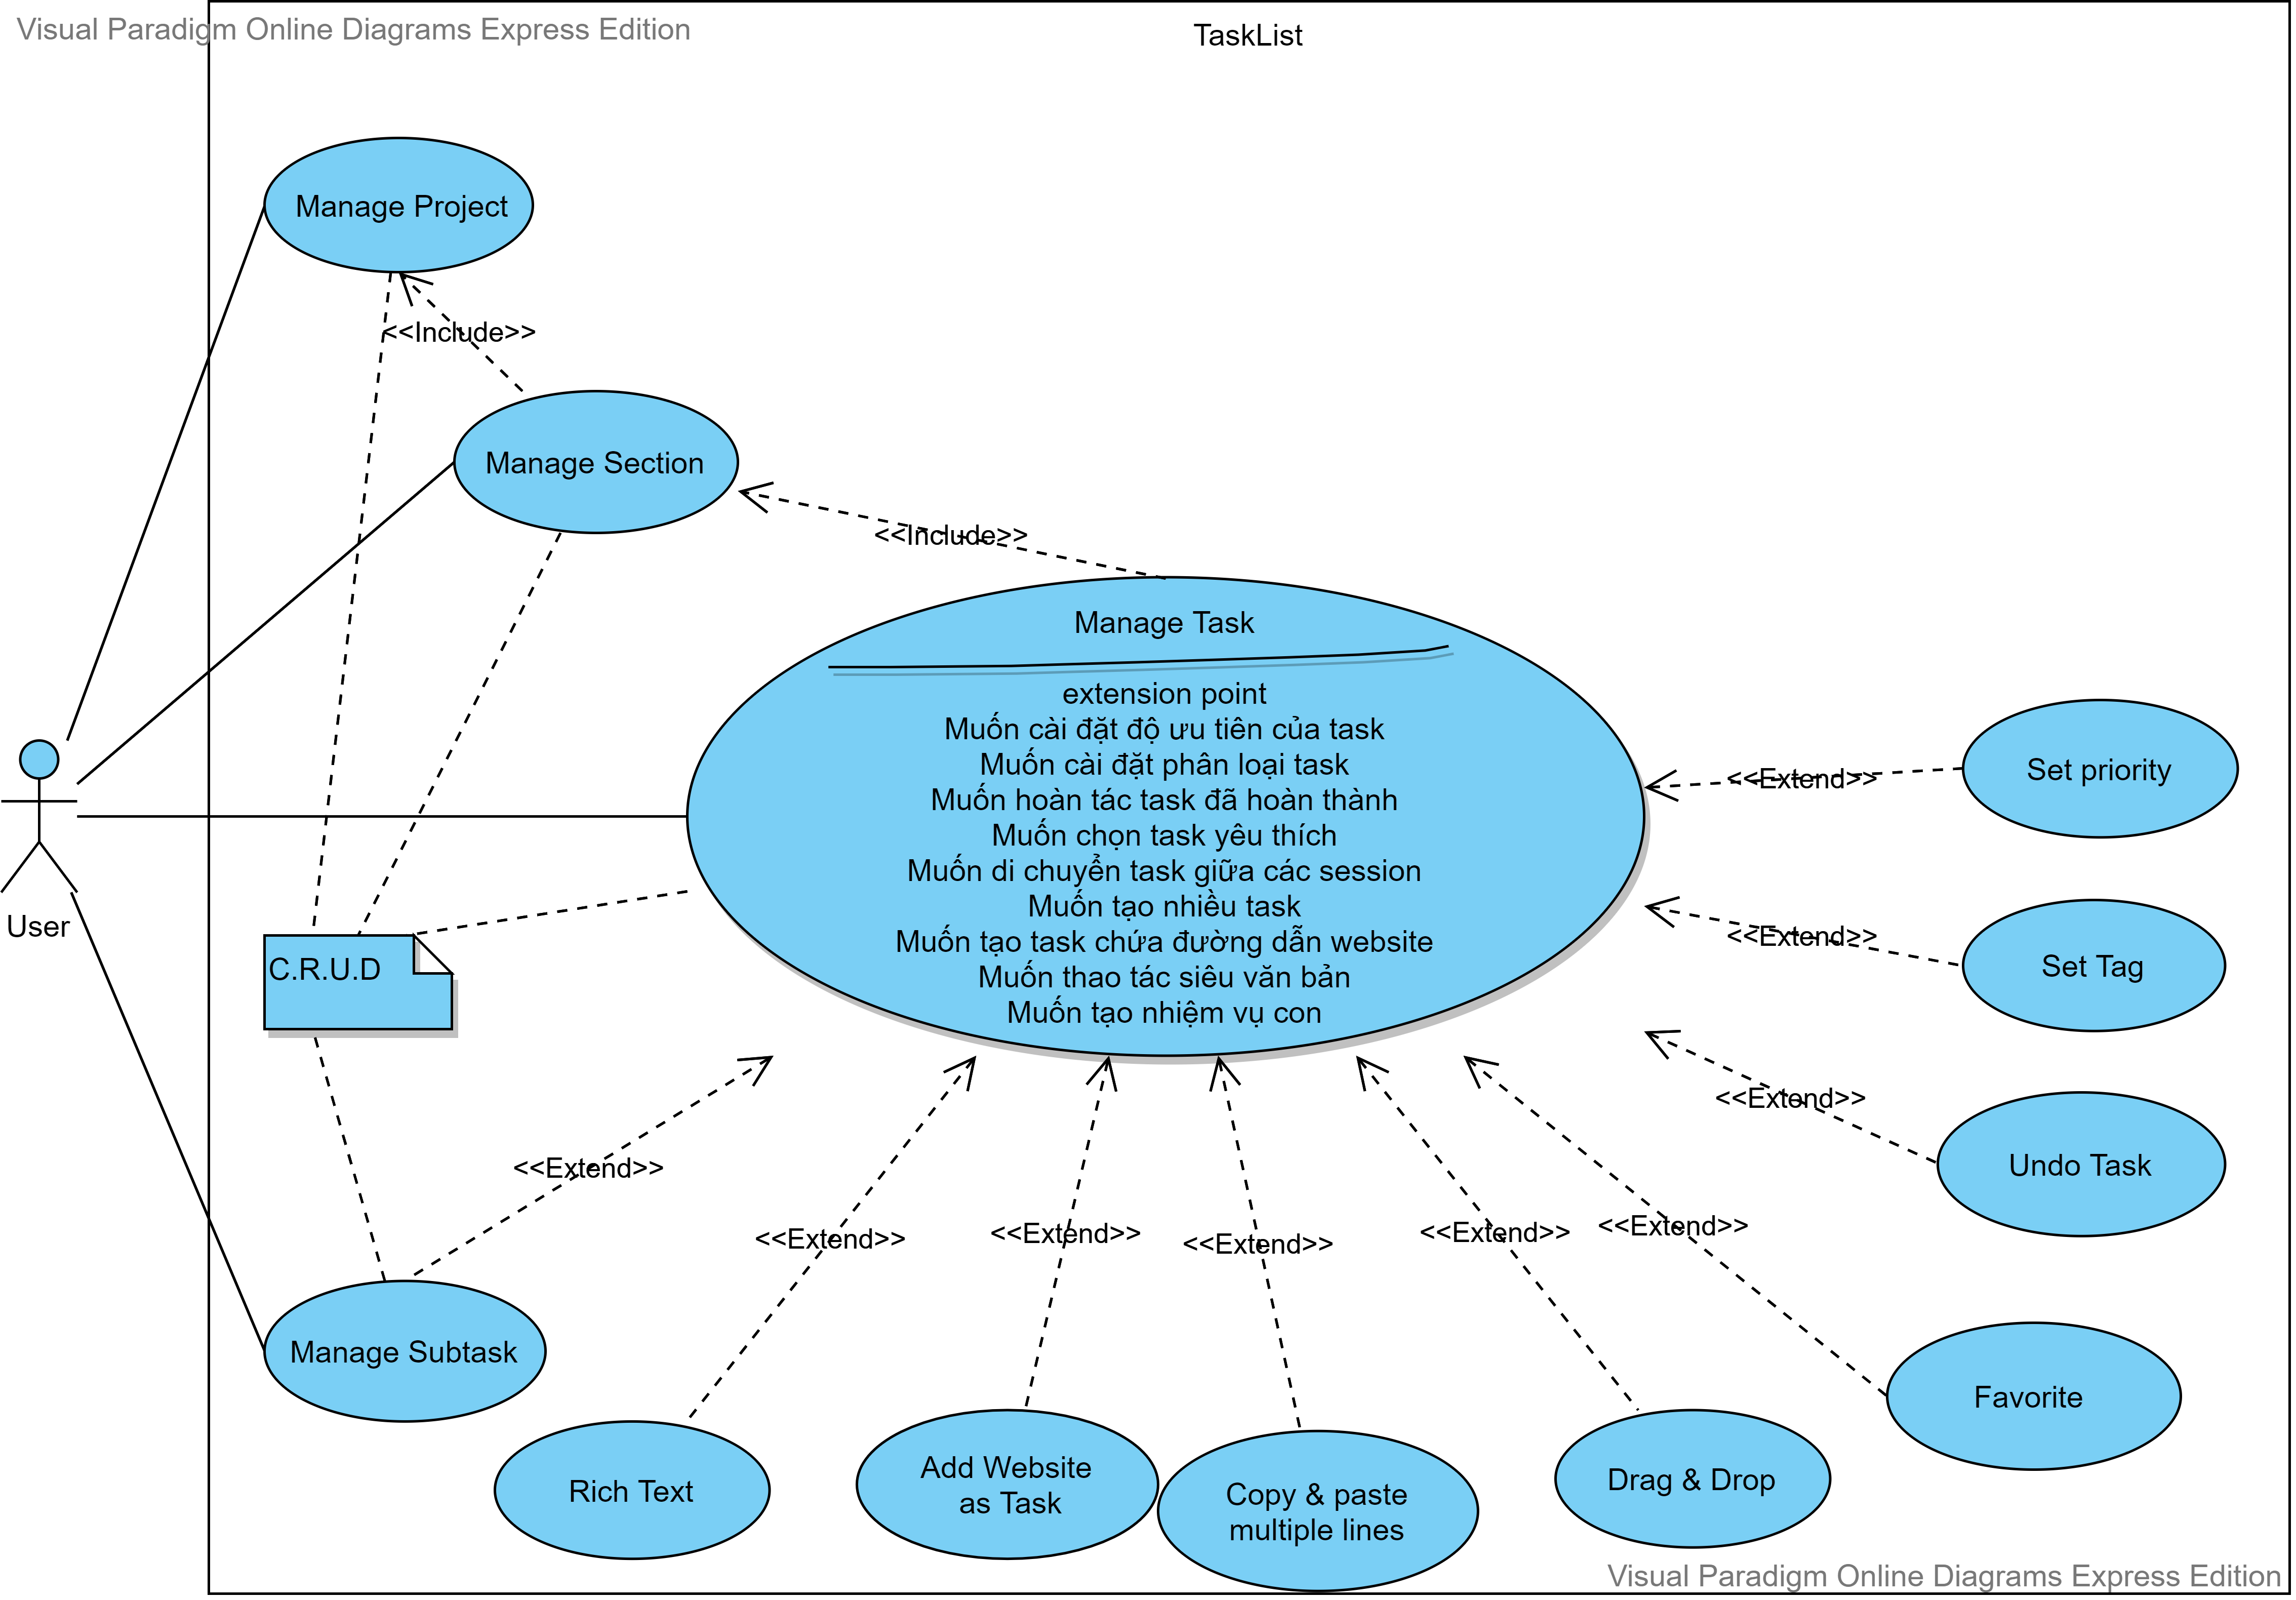 Visual Paradigm Online Diagrams Express Edition
TaskList
Manage Project
<<Include>>
Manage Section
<<Include>>
Manage Task
extension point
Muốn cài đặt độ ưu tiên của task
Muốn cài đặt phân loại task
Muốn hoàn tác task đã hoàn thành
Muốn chọn task yêu thích
Muốn di chuyển task giữa các session
Muốn tạo nhiều task
Muốn tạo task chứa đường dẫn website
Muốn thao tác siêu văn bản
Muốn tạo nhiệm vụ con
<<Extend>>
Set priority
User
C.R.U.D
<<Extend>>
Set Tag
<<Extend>>
Undo Task
<<Extend>>
<<Extend>>
<<Extend>>
<<Extend>>
<<Extend>>
<<Extend>>
Manage Subtask
Favorite
Rich Text
Add Website
as Task
Copy & paste
multiple lines
Drag & Drop
Visual Paradigm Online Diagrams Express Edition